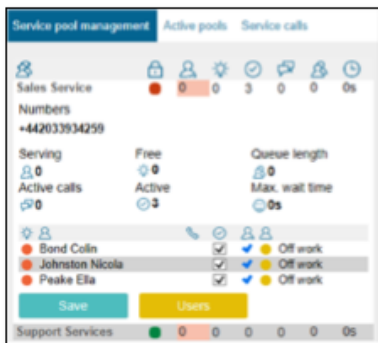 Service pool management Active pools Service calls
Sales Service 0 0 3 0 0 0s
Numbers
+442033934259
Serving Free Queue length
0 0 0
Active calls Active Max. wait time
0 3 0s
Bond Colin Off work
Johnston Nicola Off work
Peake Ella Off work
Save Users
Support Services 0 0 0 0 0 0s